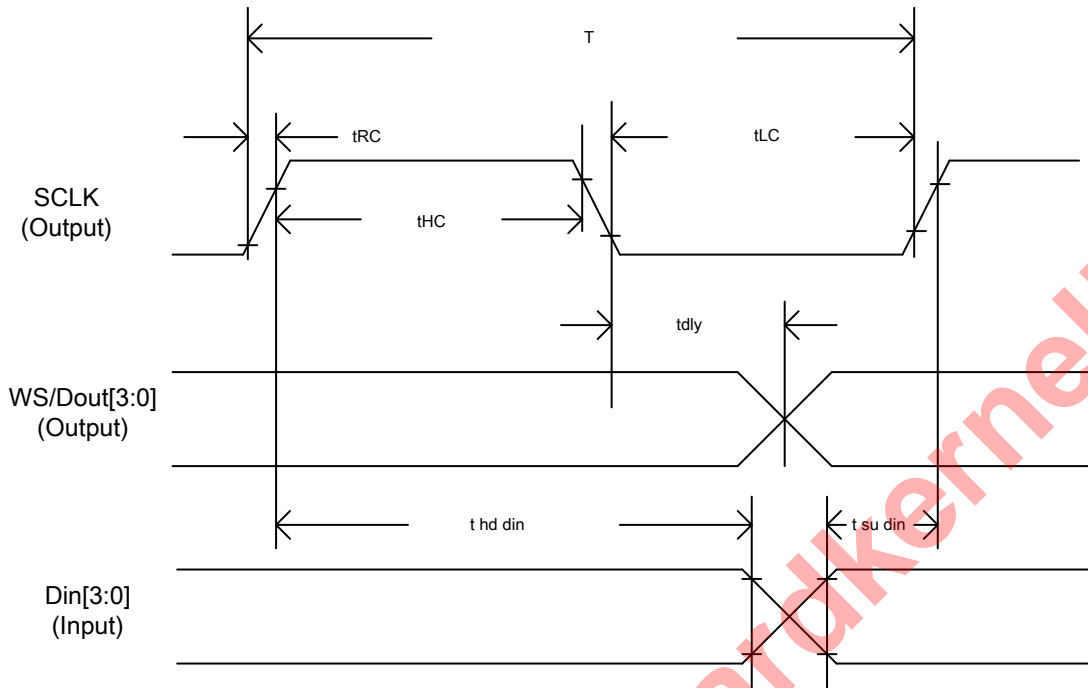 T
tRC
tLC
SCLK
(Output)
tHC
tdly
WS/Dout[3:0]
(Output)
t hd din
t su din
Din[3:0]
(Input)